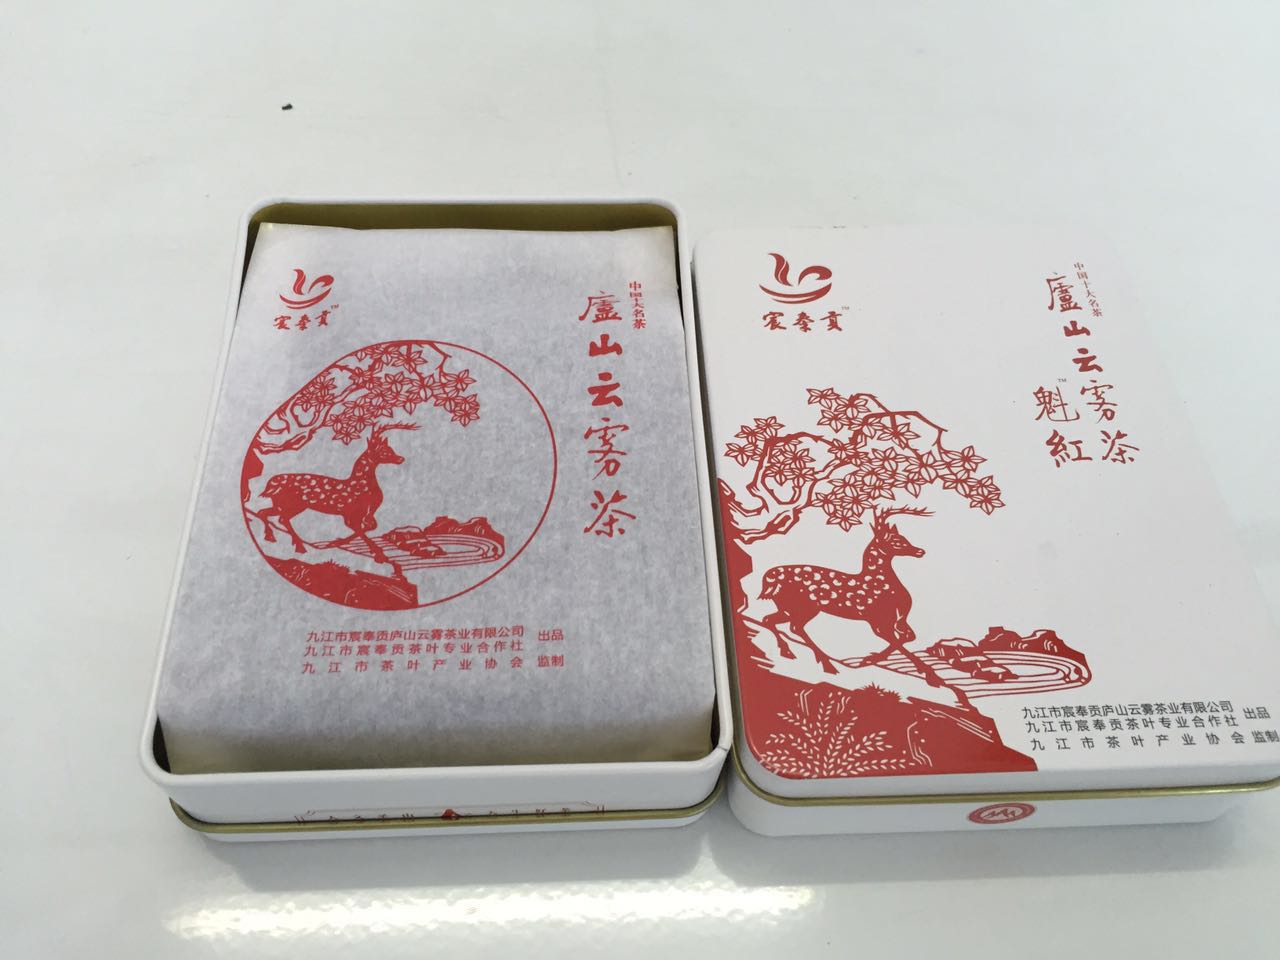 宸奉贡
TM
中国十大名茶
廬山云雾茶
九江市宸奉贡庐山云雾茶业有限公司 出品
九江市宸奉贡茶叶专业合作社
九江市茶叶产业协会 监制
宸奉贡
TM
中国十大名茶
廬山云雾茶
魁紅
TM
九江市宸奉贡庐山云雾茶业有限公司 出品
九江市宸奉贡茶叶专业合作社
九江市茶叶产业协会 监制